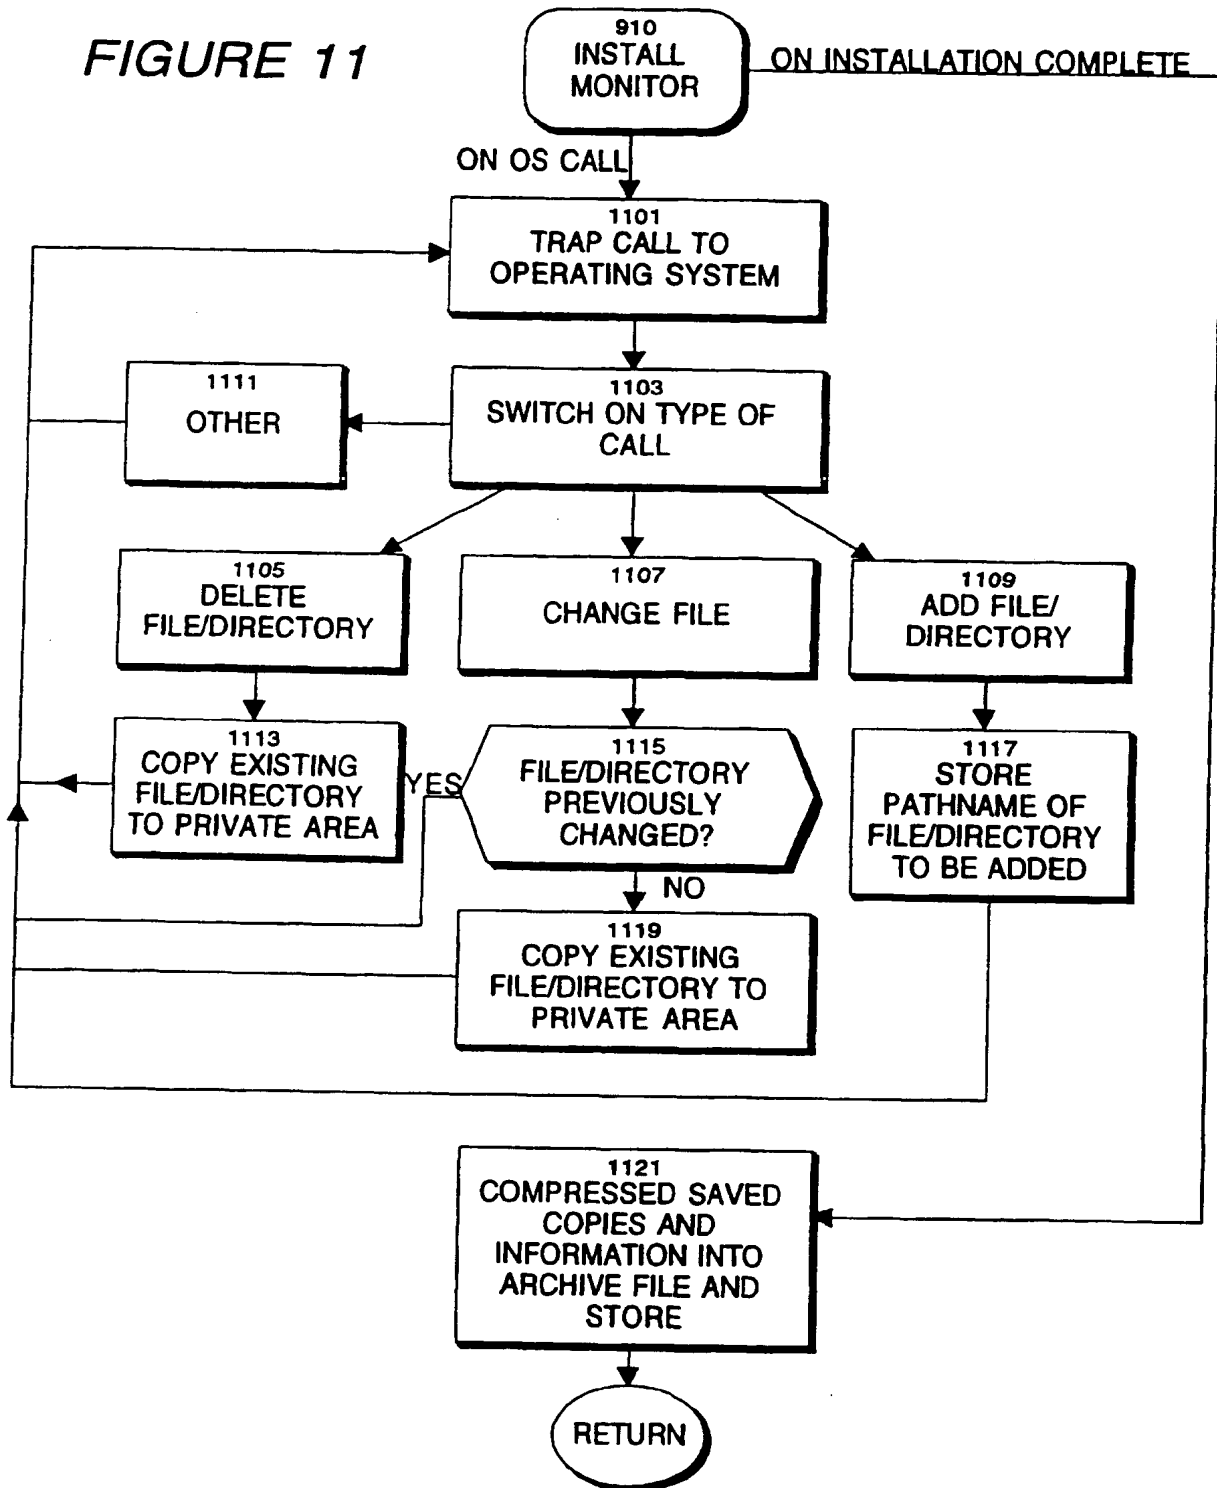 FIGURE 11
910
INSTALL
MONITOR
ON INSTALLATION COMPLETE
ON OS CALL
1101
TRAP CALL TO
OPERATING SYSTEM
1111
OTHER
1103
SWITCH ON TYPE OF
CALL
1105
DELETE
FILE/DIRECTORY
1107
CHANGE FILE
1109
ADD FILE/
DIRECTORY
1113
COPY EXISTING
FILE/DIRECTORY
TO PRIVATE AREA
YES
1115
FILE/DIRECTORY
PREVIOUSLY
CHANGED?
1117
STORE
PATHNAME OF
FILE/DIRECTORY
TO BE ADDED
NO
1119
COPY EXISTING
FILE/DIRECTORY TO
PRIVATE AREA
1121
COMPRESSED SAVED
COPIES AND
INFORMATION INTO
ARCHIVE FILE AND
STORE
RETURN